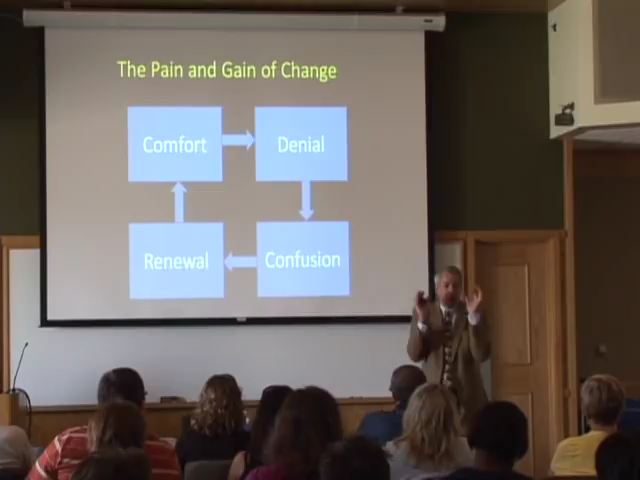 The Pain and Gain of Change
Comfort
Denial
Renewal
Confusion